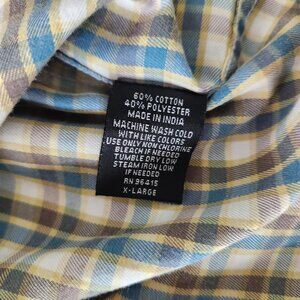 60% COTTON
40% POLYESTER
MADE IN INDIA
MACHINE WASH COLD
WITH LIKE COLORS
USE ONLY NON CHLORINE
BLEACH IF NEEDED
TUMBLE DRY LOW
STEAM IRON LOW
IF NEEDED
RN 96415
X-LARGE